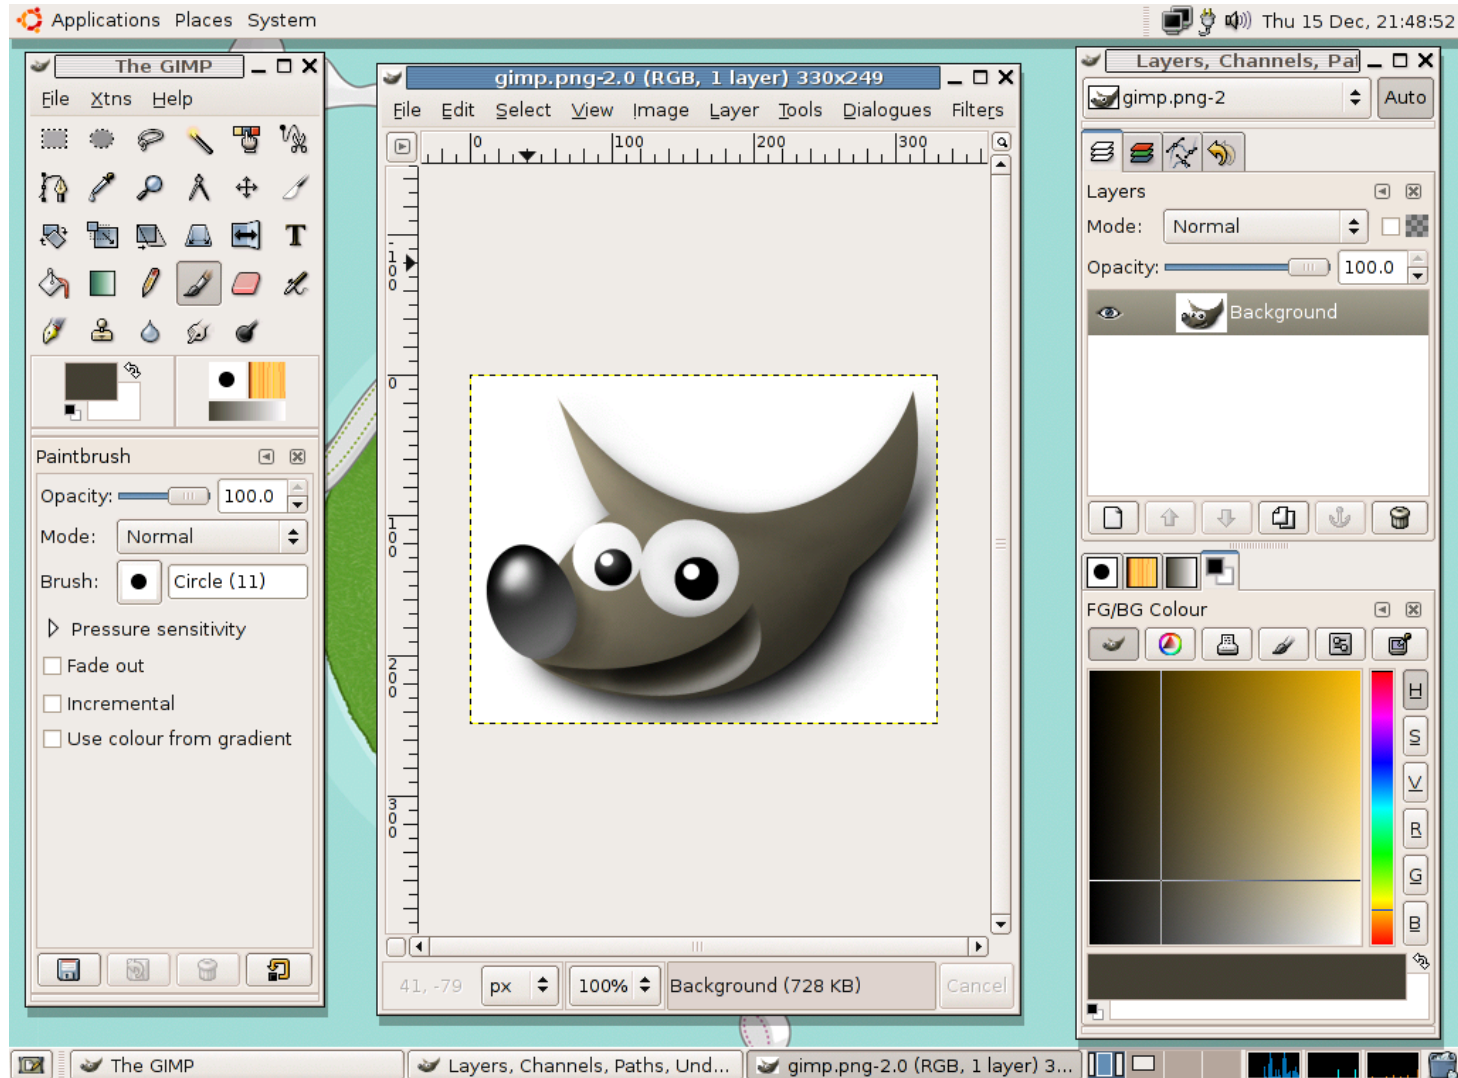 Applications Places System
Thu 15 Dec, 21:48:52
The GIMP
File Xtns Help
Paintbrush
Opacity: 100.0
Mode: Normal
Brush: Circle (11)
Pressure sensitivity
Fade out
Incremental
Use colour from gradient
gimp.png-2.0 (RGB, 1 layer) 330x249
File Edit Select View Image Layer Tools Dialogues Filters
0 100 200 300
-100
0
100
200
300
41, -79 px 100% Background (728 KB) Cancel
Layers, Channels, Pat
gimp.png-2 Auto
Layers
Mode: Normal
Opacity: 100.0
Background
FG/BG Colour
H
S
V
R
G
B
The GIMP
Layers, Channels, Paths, Und...
gimp.png-2.0 (RGB, 1 layer) 3...